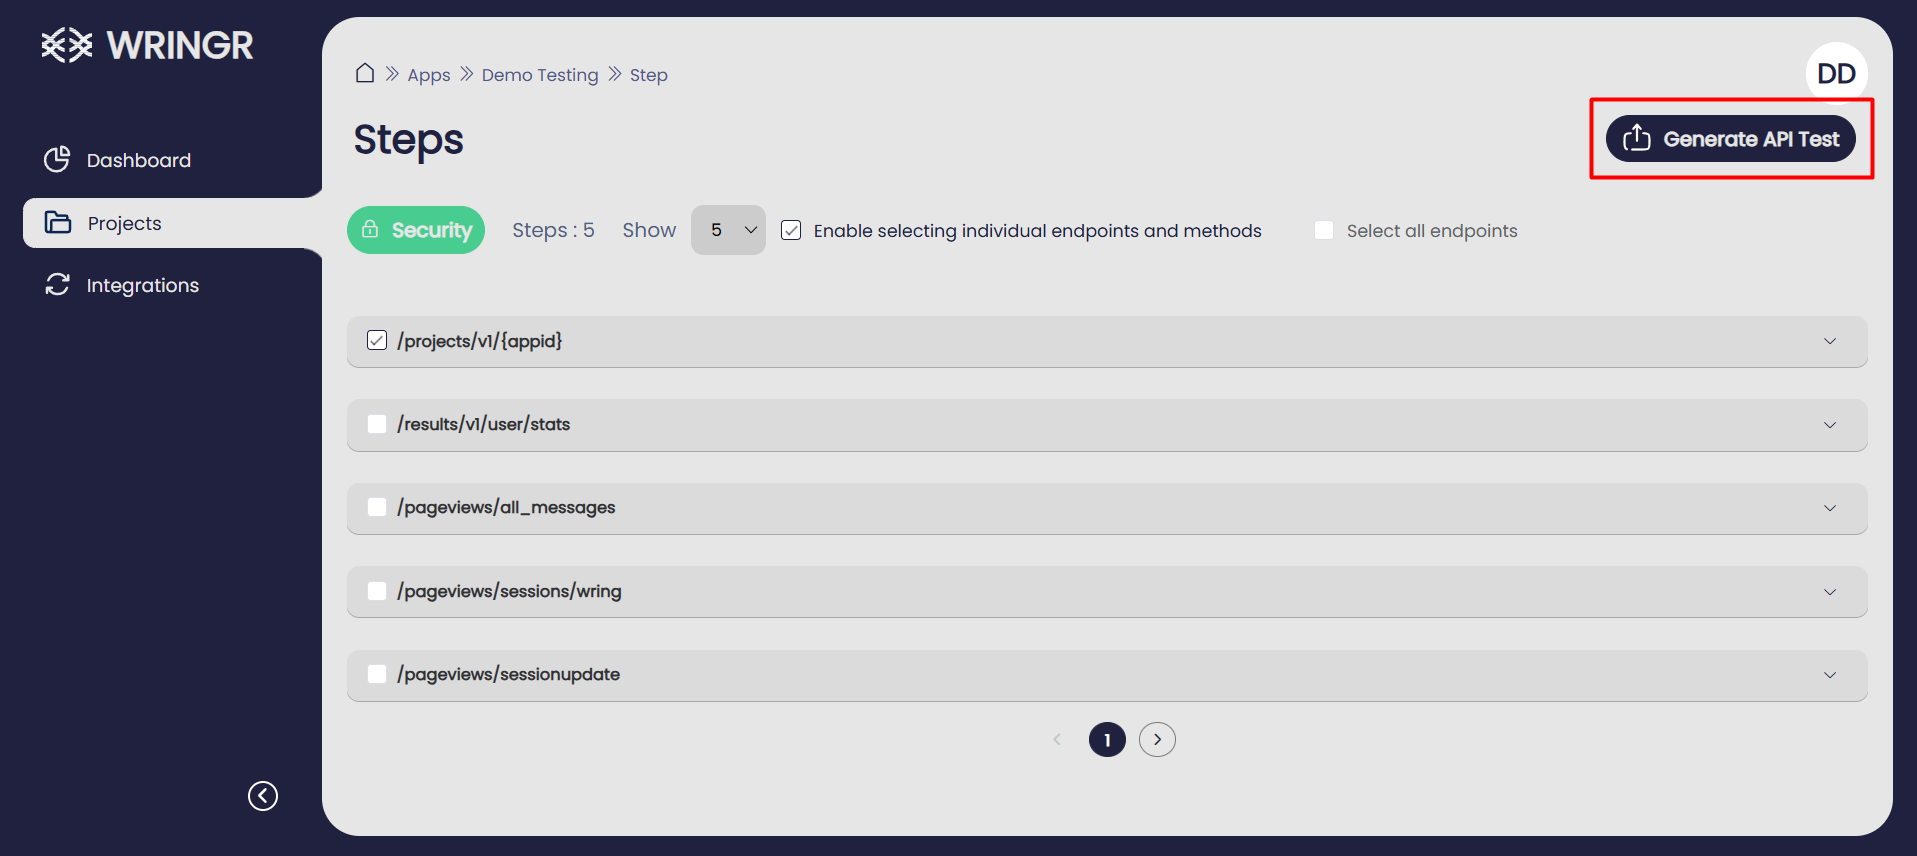 WRINGR
Apps Demo Testing Step
DD
Steps
Generate API Test
Dashboard
Projects
Integrations
Security Steps : 5 Show 5 Enable selecting individual endpoints and methods Select all endpoints
/projects/v1/{appid}
/results/v1/user/stats
/pageviews/all_messages
/pageviews/sessions/wring
/pageviews/sessionupdate
1